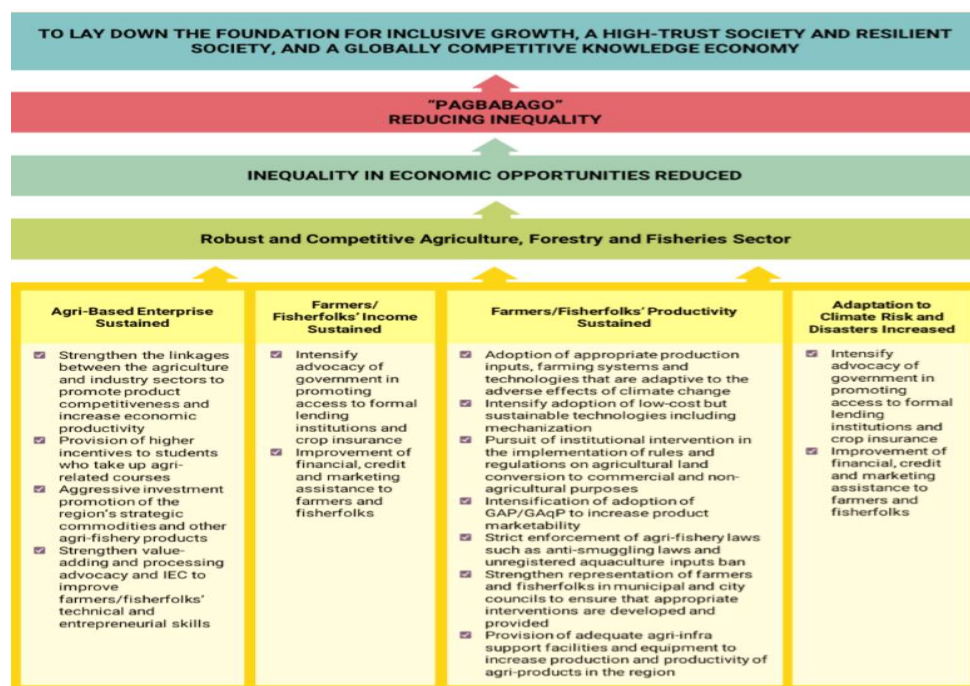 TO LAY DOWN THE FOUNDATION FOR INCLUSIVE GROWTH, A HIGH-TRUST SOCIETY AND RESILIENT
SOCIETY, AND A GLOBALLY COMPETITIVE KNOWLEDGE ECONOMY
“PAGBABAGO”
REDUCING INEQUALITY
INEQUALITY IN ECONOMIC OPPORTUNITIES REDUCED
Robust and Competitive Agriculture, Forestry and Fisheries Sector
Agri-Based Enterprise
Sustained
Strengthen the linkages
between the agriculture
and industry sectors to
promote product
competitiveness and
increase economic
productivity
Provision of higher
incentives to students
who take up agri-
related courses
Aggressive investment
promotion of the
region's strategic
commodities and other
agri-fishery products
Strengthen value-
adding and processing
advocacy and IEC to
improve
farmers/fisherfolks'
technical and
entrepreneurial skills
Farmers/
Fisherfolks' Income
Sustained
Intensify
advocacy of
government in
promoting
access to formal
lending
institutions and
crop insurance
Improvement of
financial, credit
and marketing
assistance to
farmers and
fisherfolks
Farmers/Fisherfolks' Productivity
Sustained
Adoption of appropriate production
inputs, farming systems and
technologies that are adaptive to the
adverse effects of climate change
Intensify adoption of low-cost but
sustainable technologies including
mechanization
Pursuit of institutional intervention in
the implementation of rules and
regulations on agricultural land
conversion to commercial and non-
agricultural purposes
Intensification of adoption of
GAP/GAqP to increase product
marketability
Strict enforcement of agri-fishery laws
such as anti-smuggling laws and
unregistered aquaculture inputs ban
Strengthen representation of farmers
and fisherfolks in municipal and city
councils to ensure that appropriate
interventions are developed and
provided
Provision of adequate agri-infra
support facilities and equipment to
increase production and productivity of
agri-products in the region
Adaptation to
Climate Risk and
Disasters Increased
Intensify
advocacy of
government in
promoting
access to formal
lending
institutions and
crop insurance
Improvement of
financial, credit
and marketing
assistance to
farmers and
fisherfolks